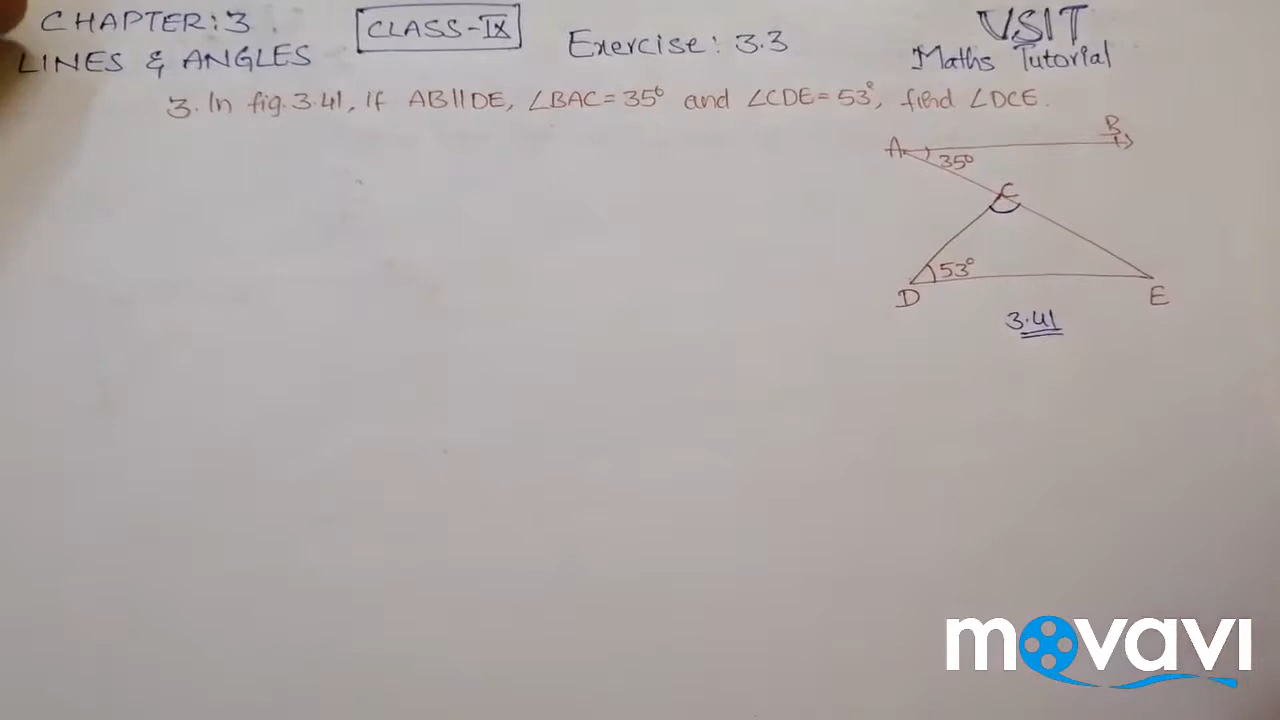 CHAPTER: 3
LINES & ANGLES
CLASS-IX
Exercise: 3.3
VSIT
Maths Tutorial
3. In fig. 3.41, if AB||DE, ∠BAC = 35° and ∠CDE = 53°, find ∠DCE.
A
B
35°
C
53°
D
E
3.41
movavi